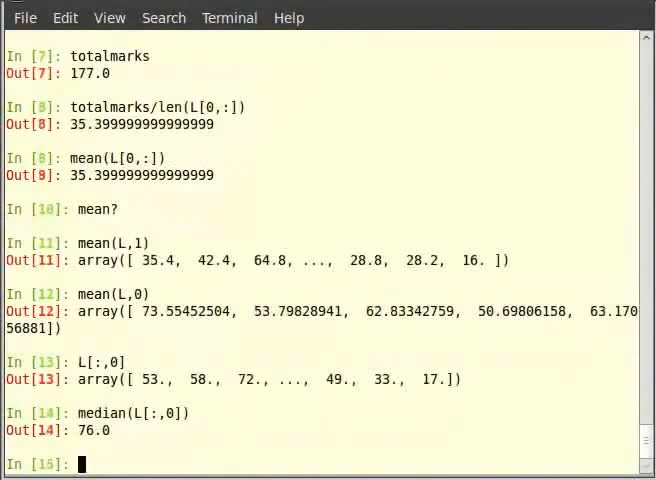 File Edit View Search Terminal Help
In [7]: totalmarks
Out[7]: 177.0
In [8]: totalmarks/len(L[0,:])
Out[8]: 35.399999999999999
In [8]: mean(L[0,:])
Out[9]: 35.399999999999999
In [10]: mean?
In [11]: mean(L,1)
Out[11]: array([ 35.4, 42.4, 64.8, ..., 28.8, 28.2, 16. ])
In [12]: mean(L,0)
Out[12]: array([ 73.55452504, 53.79828941, 62.83342759, 50.69806158, 63.170
56881])
In [13]: L[:,0]
Out[13]: array([ 53., 58., 72., ..., 49., 33., 17.])
In [14]: median(L[:,0])
Out[14]: 76.0
In [15]: